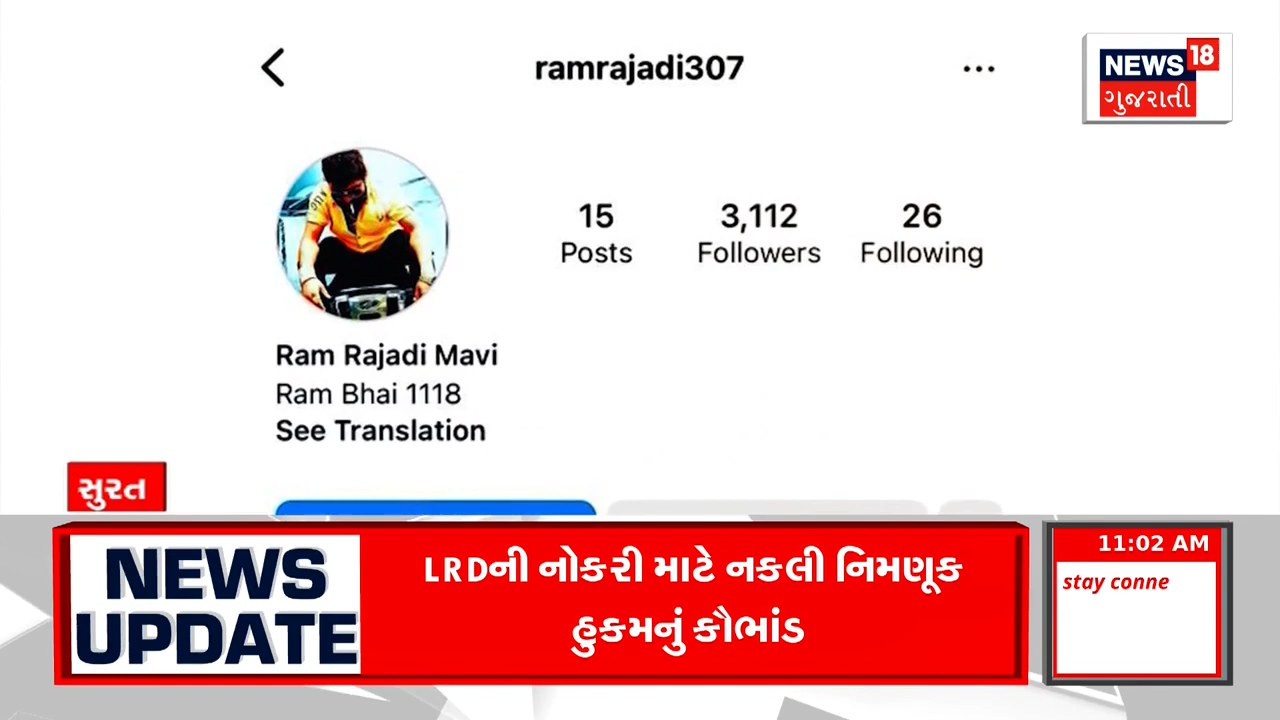 ramrajadi307
NEWS 18
ગુજરાતી
15
Posts
3,112
Followers
26
Following
Ram Rajadi Mavi
Ram Bhai 1118
See Translation
સુરત
NEWS
UPDATE
LRDની નોકરી માટે નકલી નિમણૂક
હુકમનું કૌભાંડ
11:02 AM
stay conne